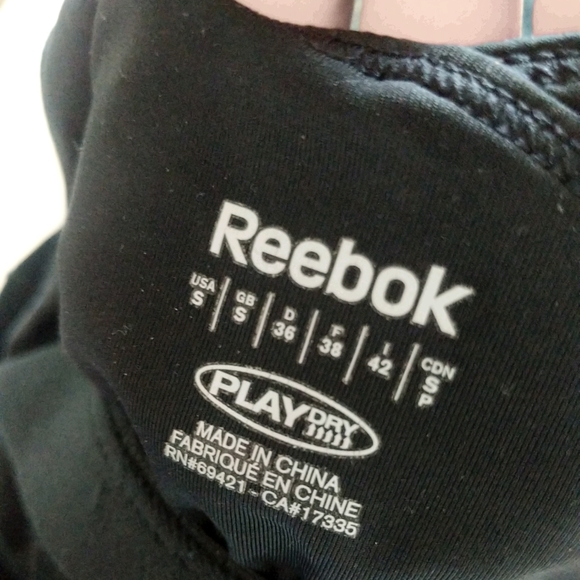 Reebok
USA GB D F I CDN
S S 36 38 42 S
P
PLAYDRY
MADE IN CHINA
FABRIQUÉ EN CHINE
RN#69421 - CA#17335